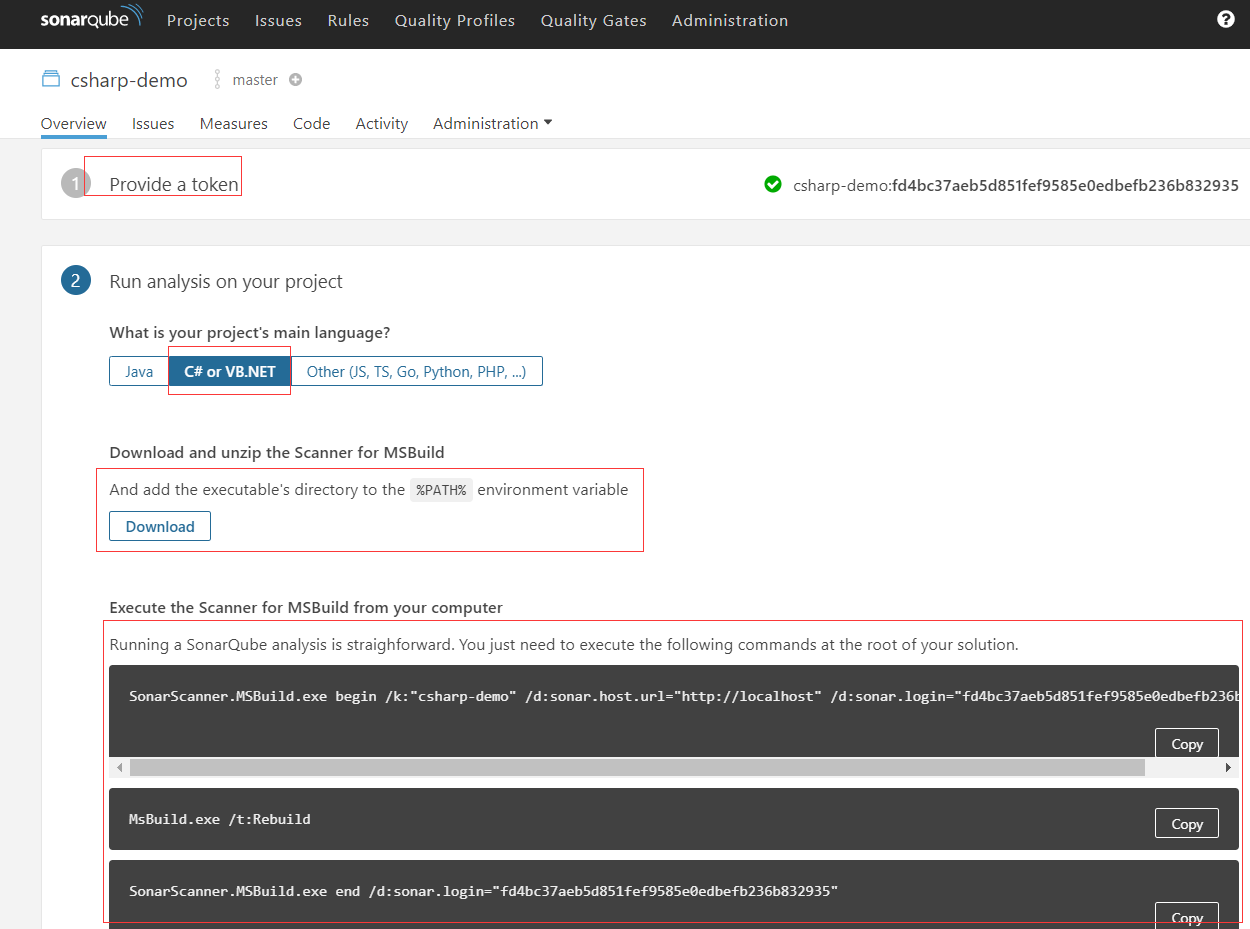 sonarqube Projects Issues Rules Quality Profiles Quality Gates Administration ?
csharp-demo master
Overview Issues Measures Code Activity Administration
1 Provide a token csharp-demo:fd4bc37aeb5d851fef9585e0edbefb236b832935
2 Run analysis on your project
What is your project's main language?
Java C# or VB.NET Other (JS, TS, Go, Python, PHP, ...)
Download and unzip the Scanner for MSBuild
And add the executable's directory to the %PATH% environment variable
Download
Execute the Scanner for MSBuild from your computer
Running a SonarQube analysis is straighforward. You just need to execute the following commands at the root of your solution.
SonarScanner.MSBuild.exe begin /k:"csharp-demo" /d:sonar.host.url="http://localhost" /d:sonar.login="fd4bc37aeb5d851fef9585e0edbefb236b
Copy
MsBuild.exe /t:Rebuild
Copy
SonarScanner.MSBuild.exe end /d:sonar.login="fd4bc37aeb5d851fef9585e0edbefb236b832935"
Copy